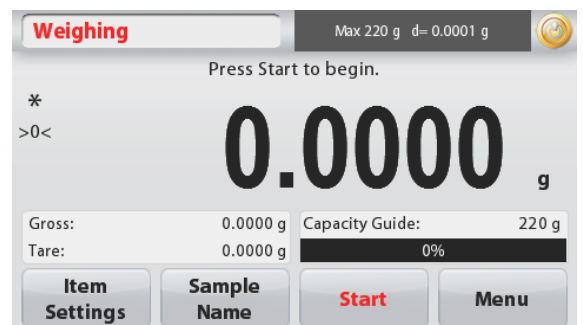 Weighing
Max 220 g d= 0.0001 g
Press Start to begin.
*
>0<
0.0000 g
Gross: 0.0000 g
Tare: 0.0000 g
Capacity Guide: 220 g
0%
Item Settings
Sample Name
Start
Menu